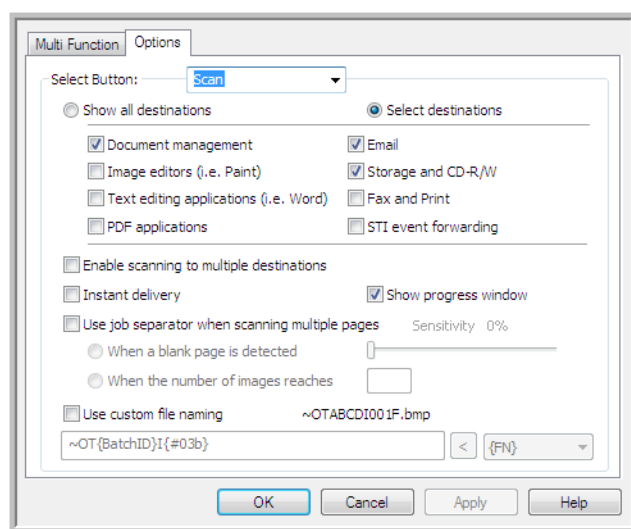 Multi Function Options
Select Button: Scan
Show all destinations Select destinations
Document management Email
Image editors (i.e. Paint) Storage and CD-R/W
Text editing applications (i.e. Word) Fax and Print
PDF applications STI event forwarding
Enable scanning to multiple destinations
Instant delivery Show progress window
Use job separator when scanning multiple pages Sensitivity 0%
When a blank page is detected
When the number of images reaches
Use custom file naming ~OTABCDI001F.bmp
~OT{BatchID}I{#03b} < {FN}
OK Cancel Apply Help